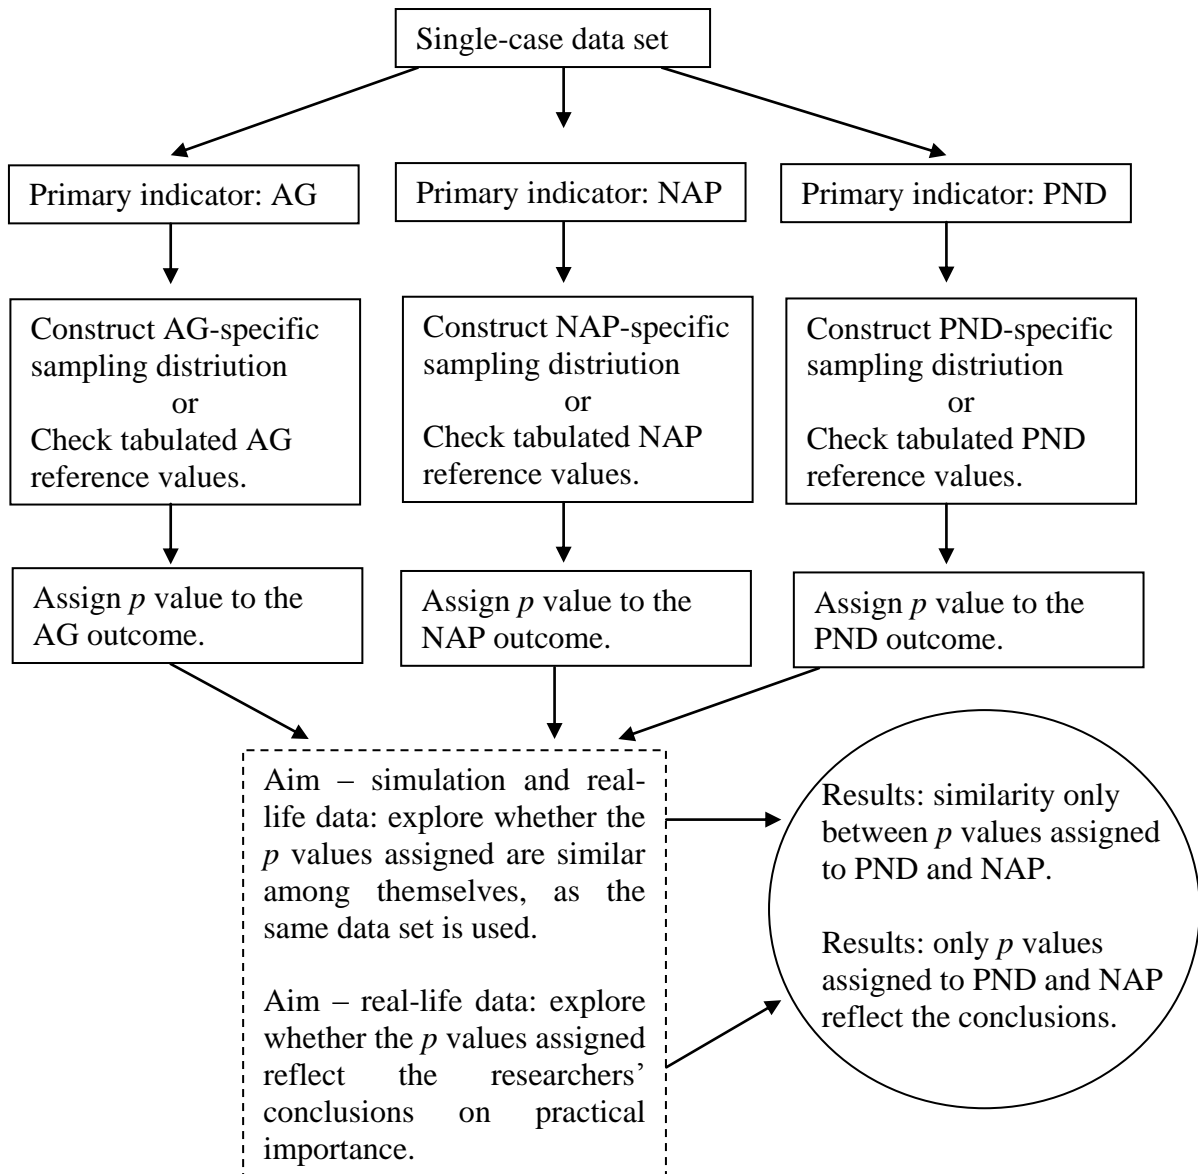 Single-case data set
Primary indicator: AG
Primary indicator: NAP
Primary indicator: PND
Construct AG-specific
sampling distriution
or
Check tabulated AG
reference values.
Construct NAP-specific
sampling distriution
or
Check tabulated NAP
reference values.
Construct PND-specific
sampling distriution
or
Check tabulated PND
reference values.
Assign p value to the
AG outcome.
Assign p value to the
NAP outcome.
Assign p value to the
PND outcome.
Aim – simulation and real-
life data: explore whether the
p values assigned are similar
among themselves, as the
same data set is used.
Aim – real-life data: explore
whether the p values assigned
reflect the researchers’
conclusions on practical
importance.
Results: similarity only
between p values assigned
to PND and NAP.
Results: only p values
assigned to PND and NAP
reflect the conclusions.